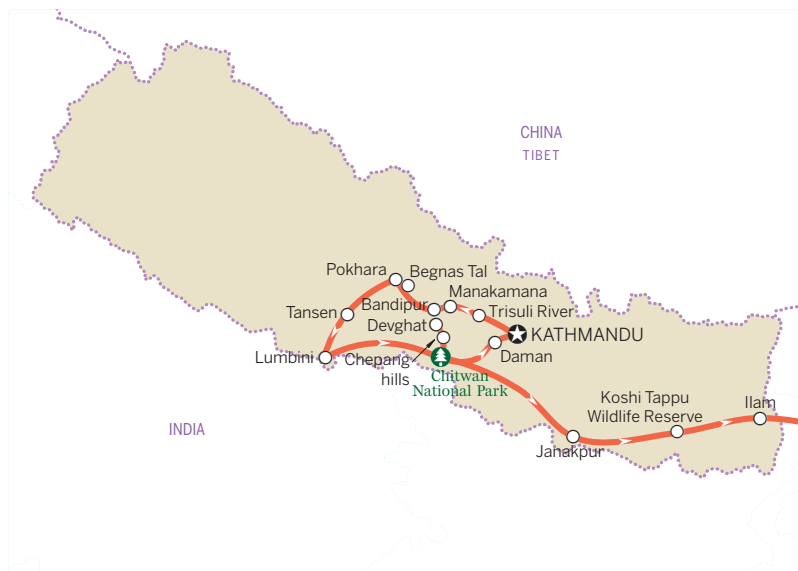 CHINA
TIBET
Pokhara
Begnas Tal
Manakamana
Bandipur
Tansen
Trisuli River
Devghat
KATHMANDU
Lumbini
Chepang
hills
Daman
Chitwan
National Park
Koshi Tappu
Wildlife Reserve
Ilam
INDIA
Janakpur